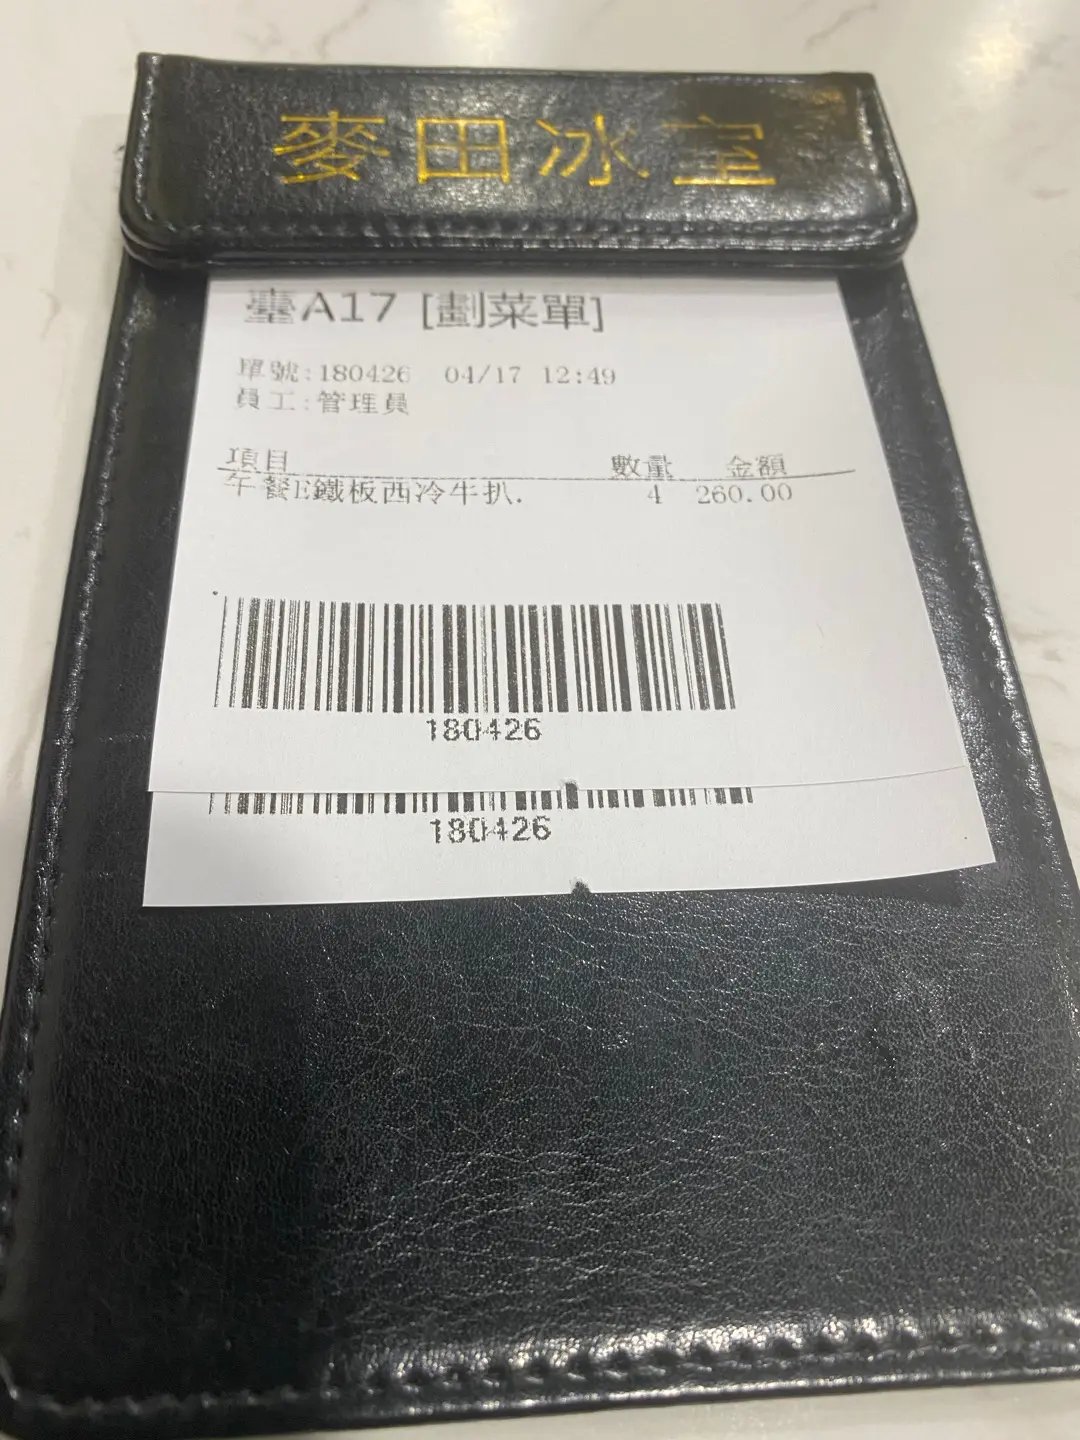 麥田冰室
臺A17 [劃菜單]
單號:180426 04/17 12:49
員工:管理員
項目 數量 金額
午餐E鐵板西冷牛扒. 4 260.00
180426
180426